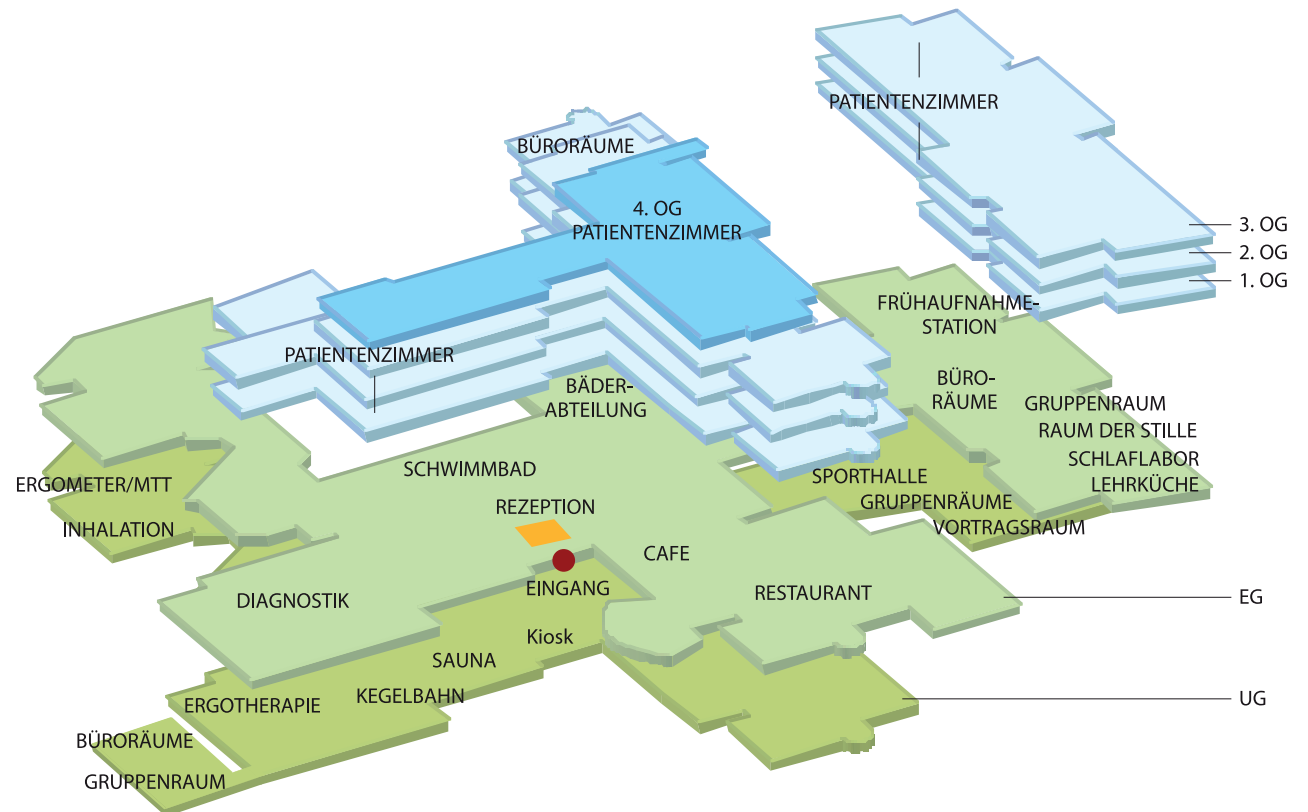 PATIENTENZIMMER
BÜRORÄUME
4. OG
PATIENTENZIMMER
3. OG
2. OG
1. OG
FRÜHAUFNAHME-
STATION
PATIENTENZIMMER
BÄDER-
ABTEILUNG
BÜRO-
RÄUME
GRUPPENRAUM
RAUM DER STILLE
SCHLAFLABOR
LEHRKÜCHE
SCHWIMMBAD
SPORTHALLE
GRUPPENRÄUME
VORTRAGSRAUM
ERGOMETER/MTT
INHALATION
REZEPTION
CAFE
EINGANG
RESTAURANT
DIAGNOSTIK
EG
Kiosk
SAUNA
KEGELBAHN
ERGOTHERAPIE
UG
BÜRORÄUME
GRUPPENRAUM